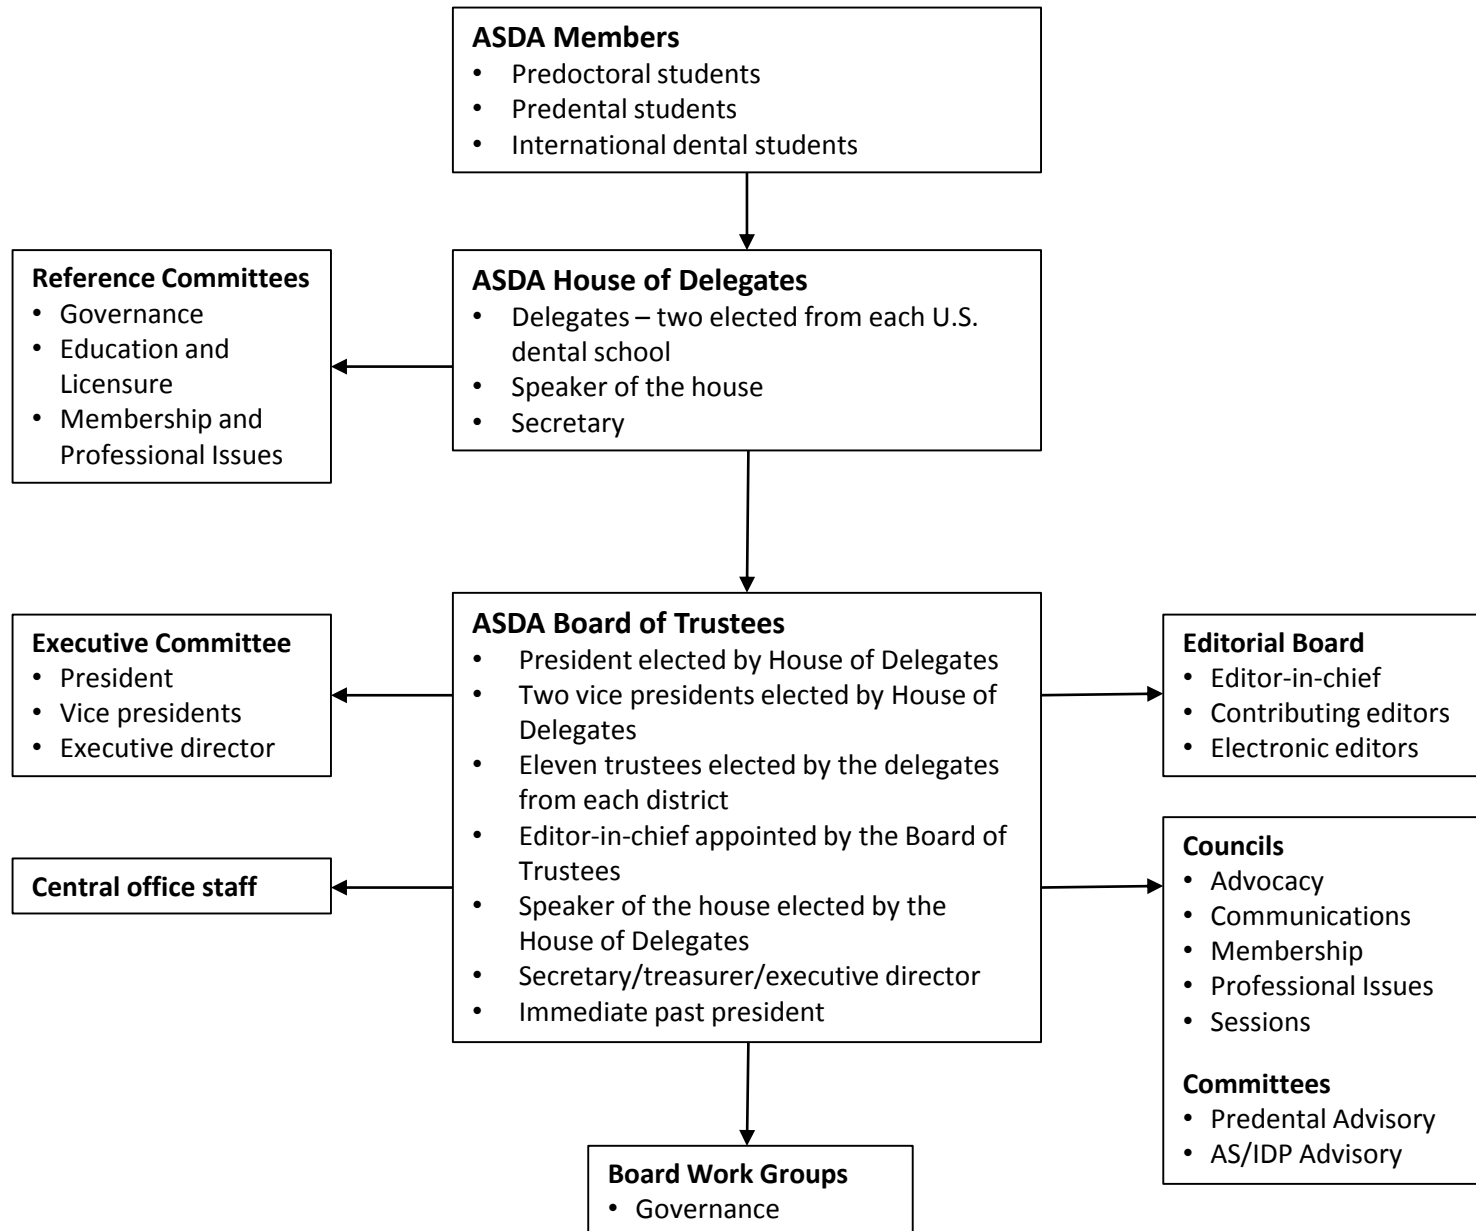 ASDA Members
• Predoctoral students
• Predental students
• International dental students
Reference Committees
• Governance
• Education and
Licensure
• Membership and
Professional Issues
ASDA House of Delegates
• Delegates – two elected from each U.S.
dental school
• Speaker of the house
• Secretary
Executive Committee
• President
• Vice presidents
• Executive director
Central office staff
ASDA Board of Trustees
• President elected by House of Delegates
• Two vice presidents elected by House of
Delegates
• Eleven trustees elected by the delegates
from each district
• Editor-in-chief appointed by the Board of
Trustees
• Speaker of the house elected by the
House of Delegates
• Secretary/treasurer/executive director
• Immediate past president
Editorial Board
• Editor-in-chief
• Contributing editors
• Electronic editors
Councils
• Advocacy
• Communications
• Membership
• Professional Issues
• Sessions
Committees
• Predental Advisory
• AS/IDP Advisory
Board Work Groups
• Governance